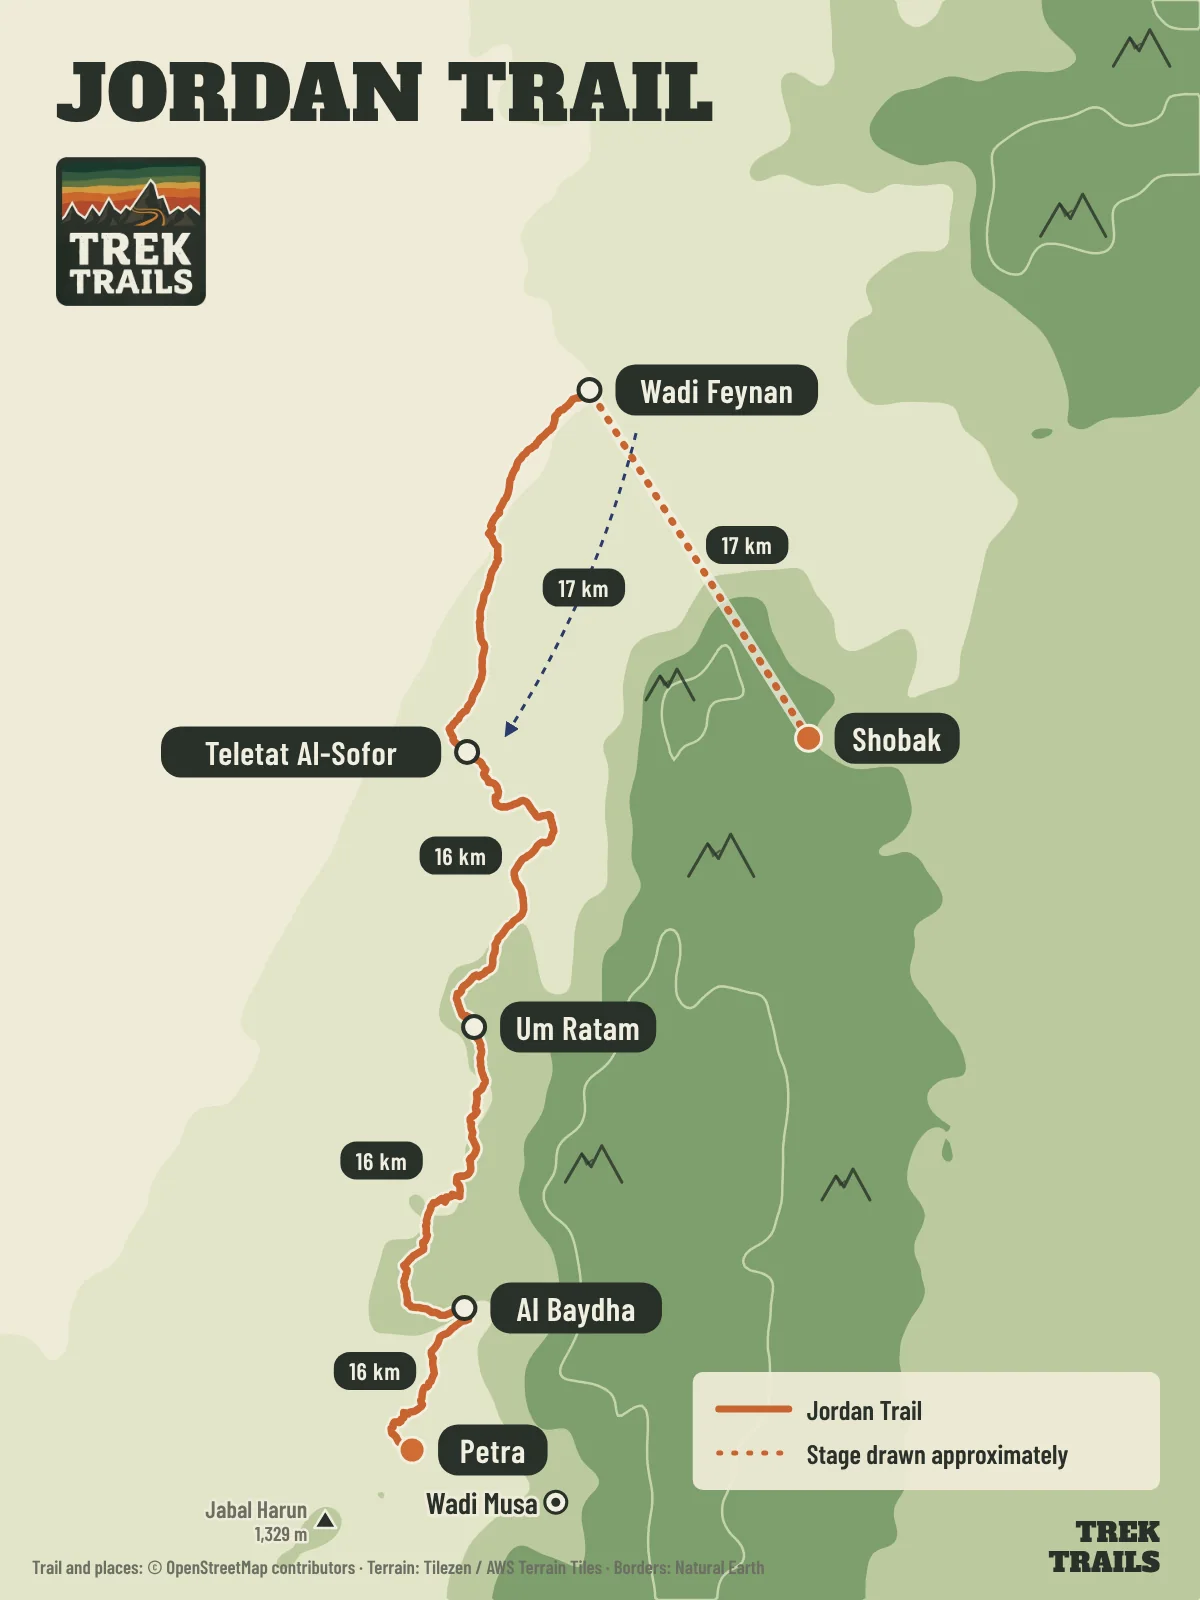 JORDAN TRAIL
TREK
TRAILS
Wadi Feynan
17 km
17 km
Shobak
Teletat Al-Sofor
16 km
Um Ratam
16 km
Al Baydha
16 km
Petra
Wadi Musa
Jabal Harun
1,329 m
Jordan Trail
Stage drawn approximately
TREK
TRAILS
Trail and places: © OpenStreetMap contributors · Terrain: Tilezen / AWS Terrain Tiles · Borders: Natural Earth